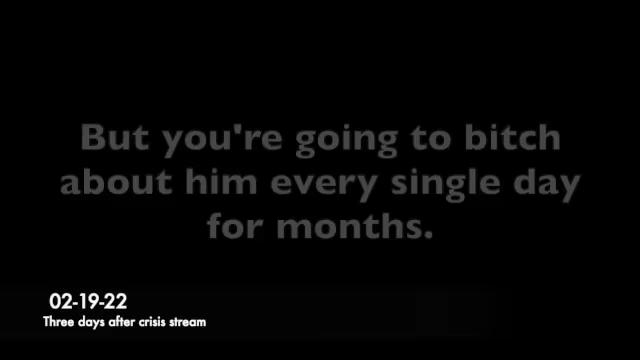 But you're going to bitch
about him every single day
for months.
02-19-22
Three days after crisis stream